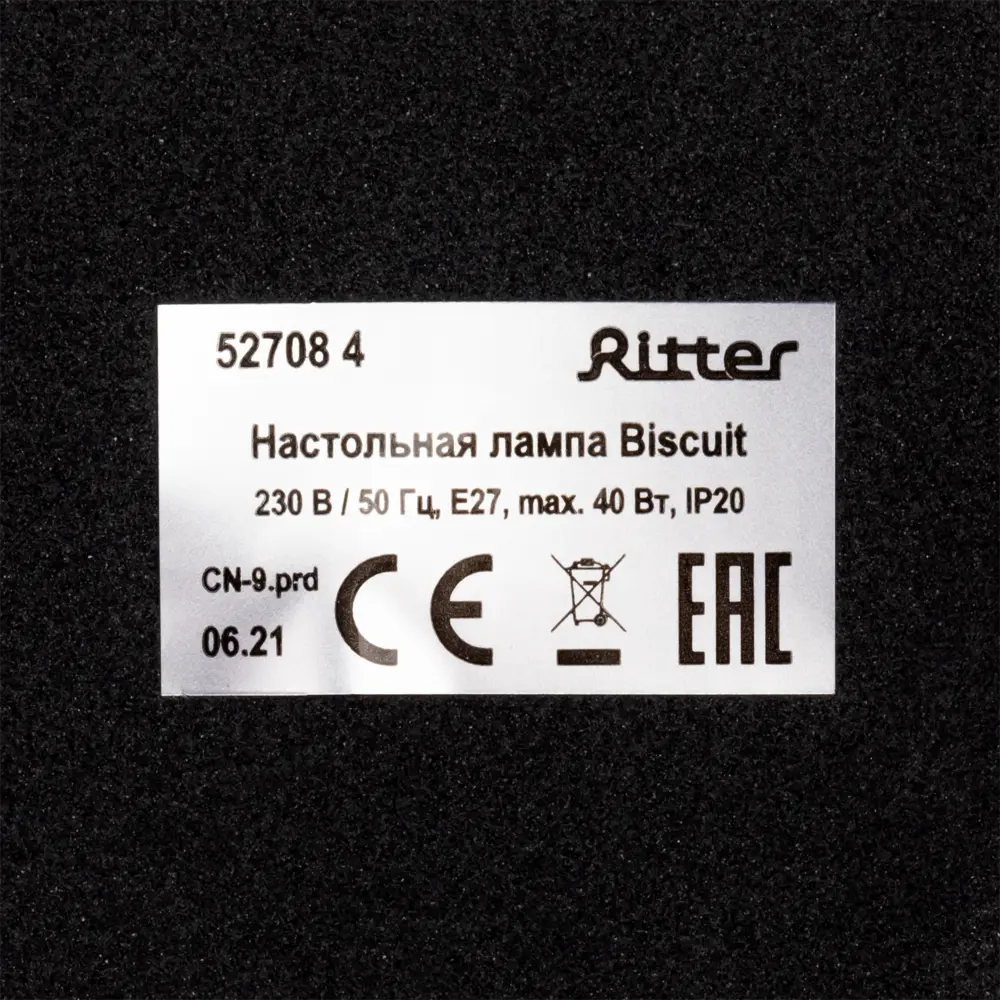 52708 4 Ritter
Настольная лампа Biscuit
230 В / 50 Гц, E27, max. 40 Вт, IP20
CN-9.prd
06.21
CE EAC